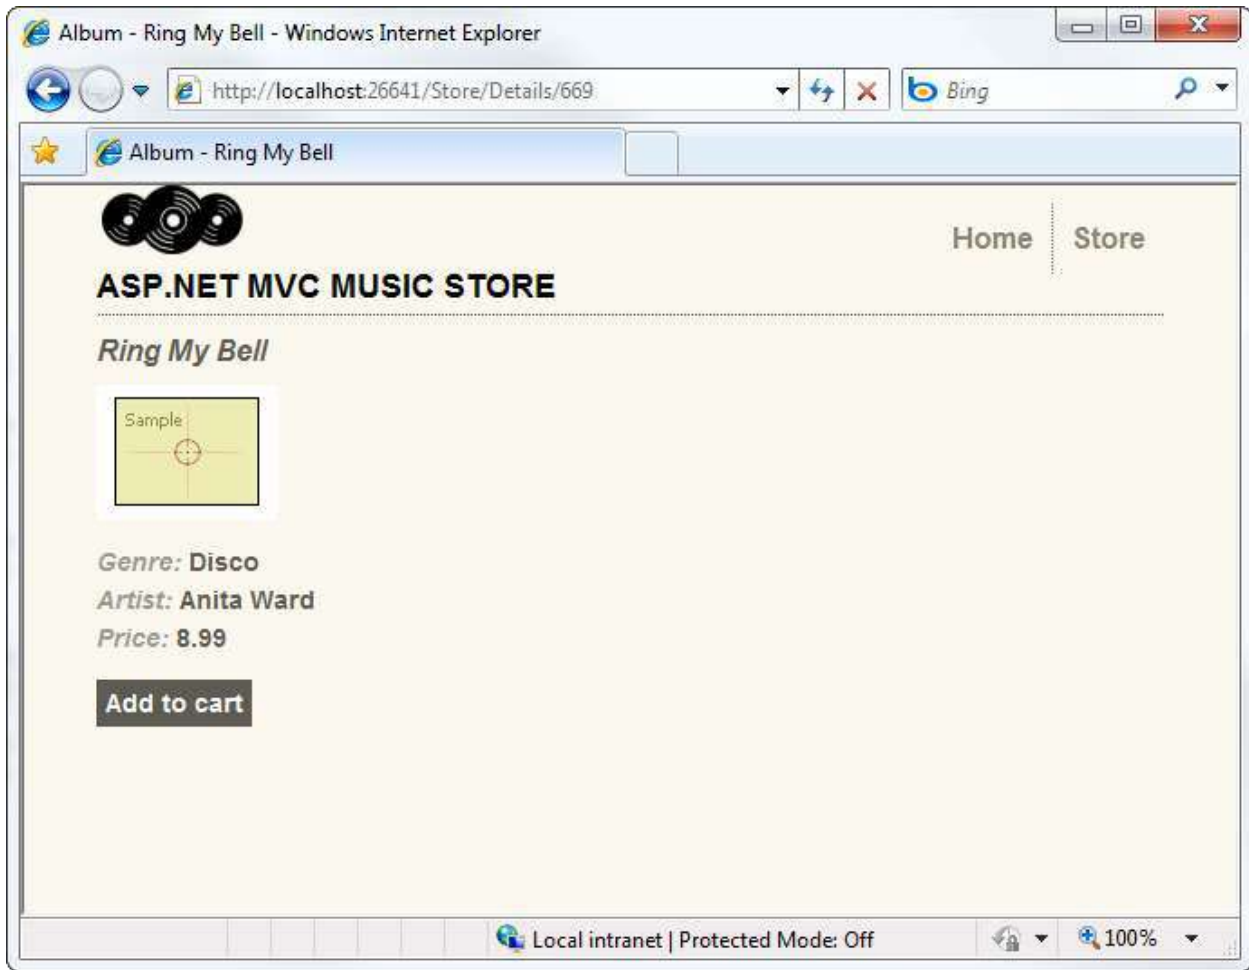 Album - Ring My Bell - Windows Internet Explorer
http://localhost:26641/Store/Details/669
Bing
Album - Ring My Bell
Home
Store
ASP.NET MVC MUSIC STORE
Ring My Bell
Sample
Genre: Disco
Artist: Anita Ward
Price: 8.99
Add to cart
Local intranet | Protected Mode: Off
100%